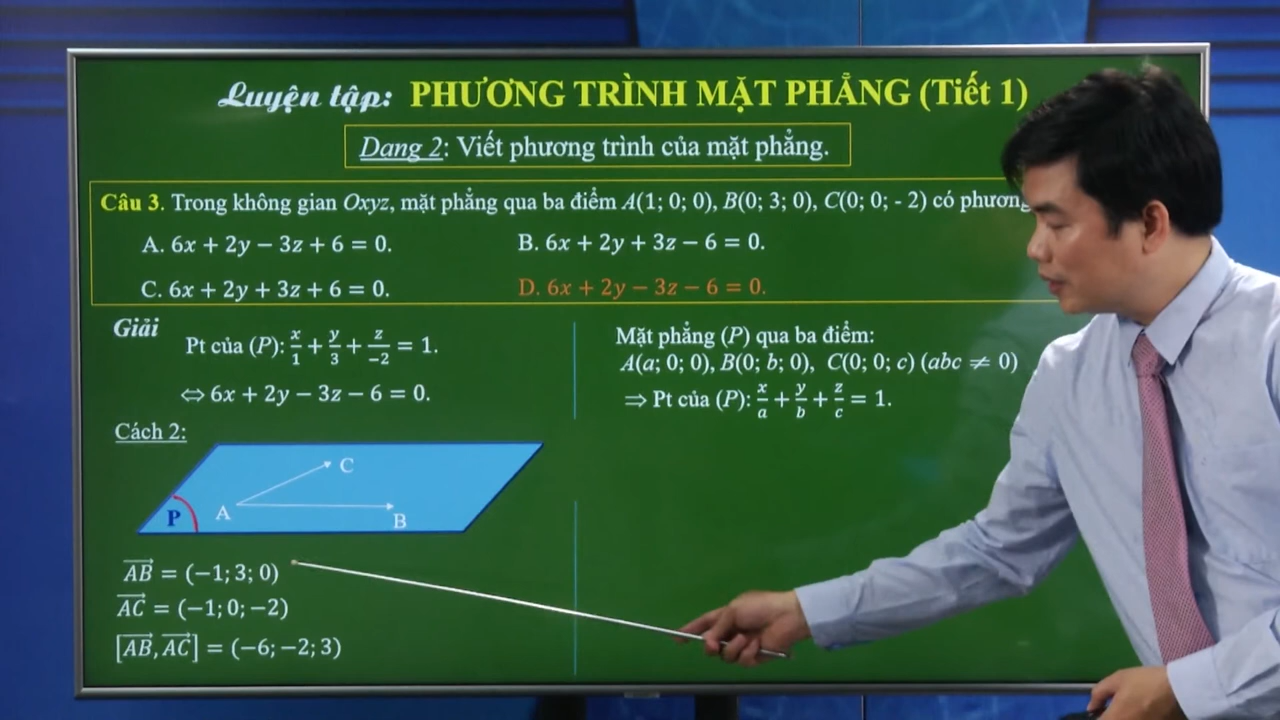 Luyện tập: PHƯƠNG TRÌNH MẶT PHẲNG (Tiết 1)
Dạng 2: Viết phương trình của mặt phẳng.
Câu 3. Trong không gian Oxyz, mặt phẳng qua ba điểm A(1; 0; 0), B(0; 3; 0), C(0; 0; - 2) có phương
A. 6x + 2y − 3z + 6 = 0.
B. 6x + 2y + 3z − 6 = 0.
C. 6x + 2y + 3z + 6 = 0.
D. 6x + 2y − 3z − 6 = 0.
Giải
Pt của (P): x/1 + y/3 + z/−2 = 1.
⇔ 6x + 2y − 3z − 6 = 0.
Mặt phẳng (P) qua ba điểm:
A(a; 0; 0), B(0; b; 0), C(0; 0; c) (abc ≠ 0)
⇒ Pt của (P): x/a + y/b + z/c = 1.
Cách 2:
C
A
B
P
AB→ = (−1; 3; 0)
AC→ = (−1; 0; −2)
[AB→, AC→] = (−6; −2; 3)